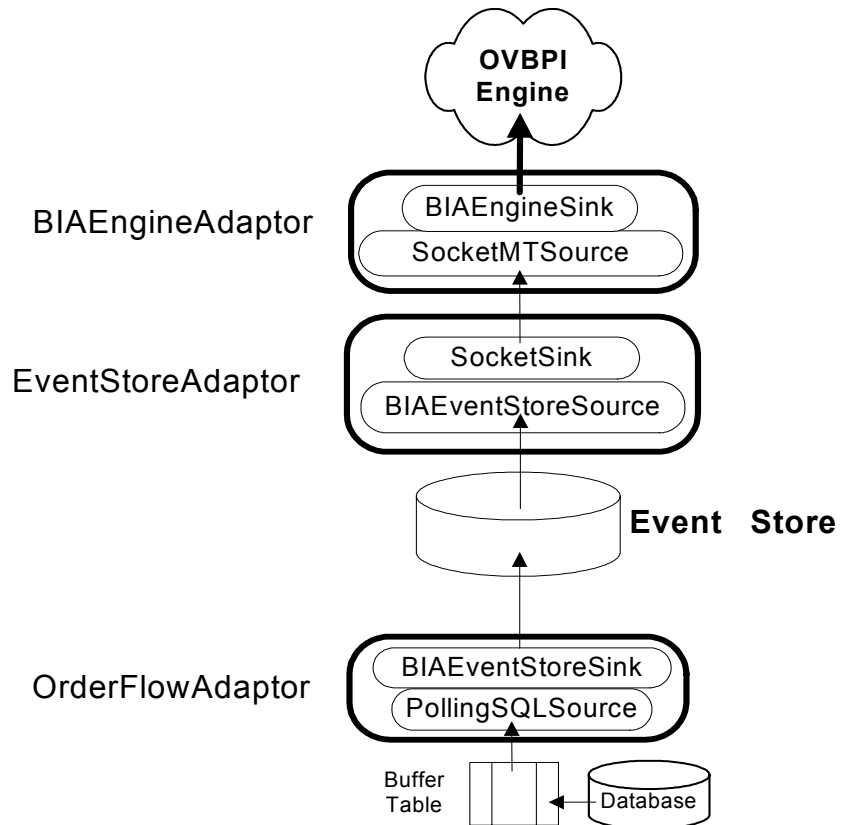 OVBPI
Engine
BIAEngineAdaptor
BIAEngineSink
SocketMTSource
EventStoreAdaptor
SocketSink
BIAEventStoreSource
Event Store
OrderFlowAdaptor
BIAEventStoreSink
PollingSQLSource
Buffer
Table
Database